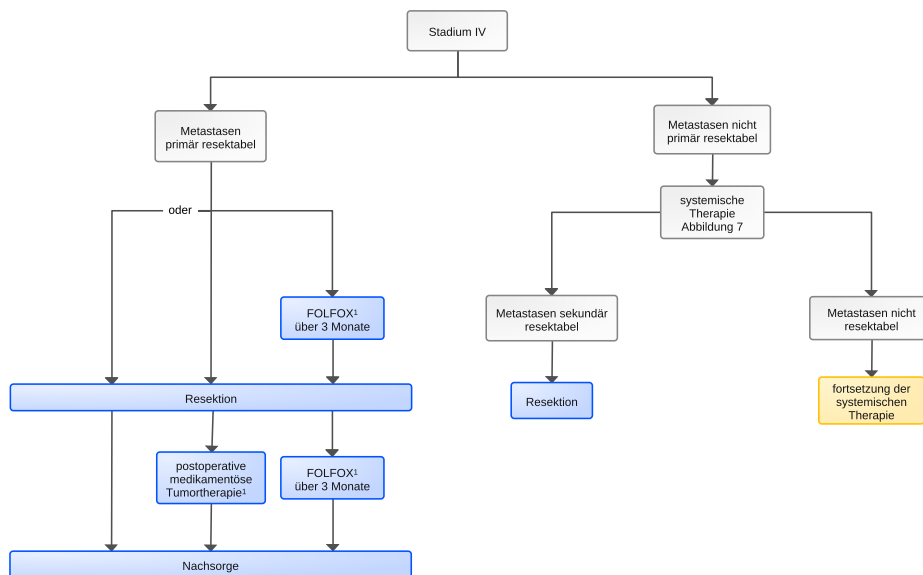 Stadium IV
Metastasen
primär resektabel
Metastasen nicht
primär resektabel
systemische
Therapie
Abbildung 7
oder
FOLFOX¹
über 3 Monate
Metastasen sekundär
resektabel
Metastasen nicht
resektabel
Resektion
Resektion
fortsetzung der
systemischen
Therapie
postoperative
medikamentöse
Tumortherapie¹
FOLFOX¹
über 3 Monate
Nachsorge